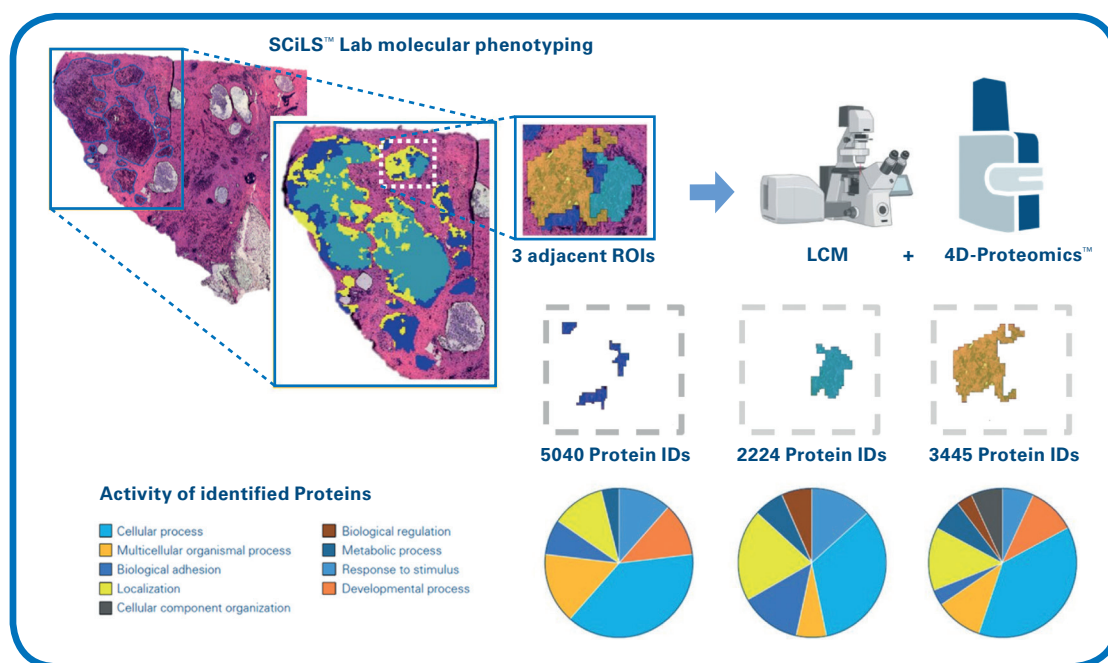 SCiLS™ Lab molecular phenotyping
3 adjacent ROIs
LCM + 4D-Proteomics™
5040 Protein IDs
2224 Protein IDs
3445 Protein IDs
Activity of identified Proteins
Cellular process
Multicellular organismal process
Biological adhesion
Localization
Cellular component organization
Biological regulation
Metabolic process
Response to stimulus
Developmental process